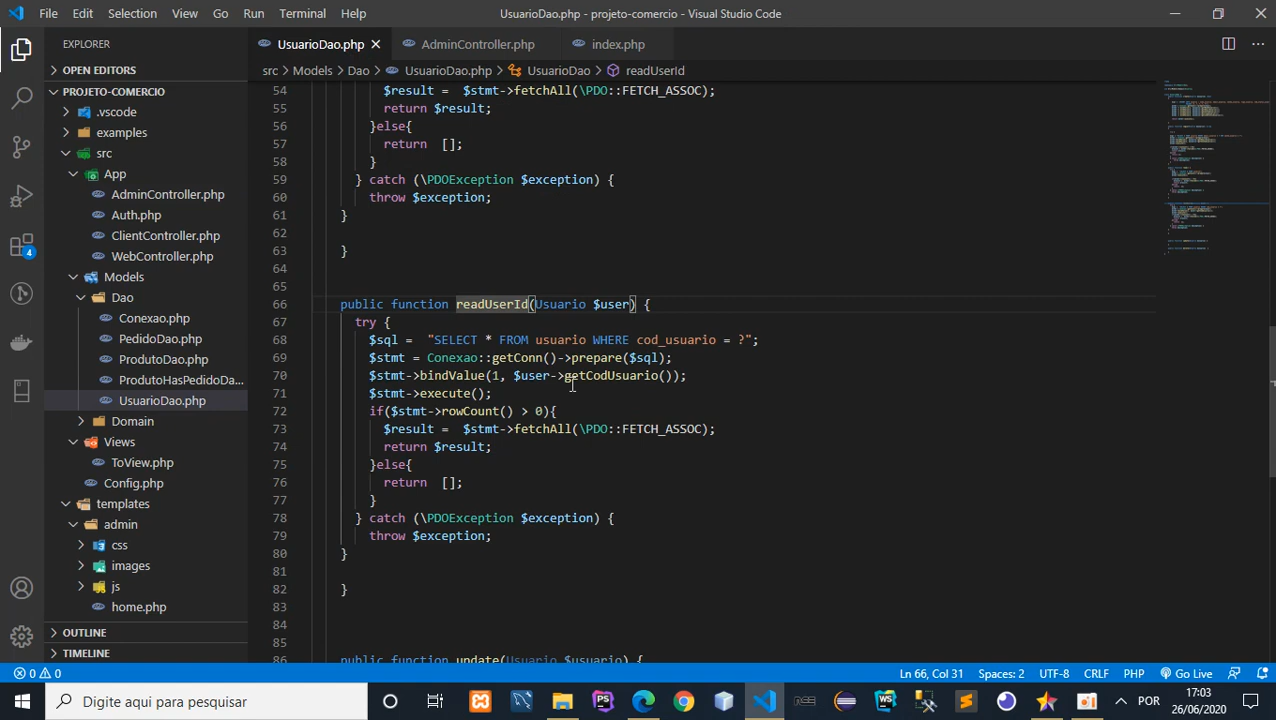 File Edit Selection View Go Run Terminal Help UsuarioDao.php - projeto-comercio - Visual Studio Code
EXPLORER
OPEN EDITORS
PROJETO-COMERCIO
.vscode
examples
src
App
AdminController.php
Auth.php
ClientController.php
WebController.php
Models
Dao
Conexao.php
PedidoDao.php
ProdutoDao.php
ProdutoHasPedidoDa...
UsuarioDao.php
Domain
Views
ToView.php
Config.php
templates
admin
css
images
js
home.php
OUTLINE
TIMELINE
4
UsuarioDao.php AdminController.php index.php
src > Models > Dao > UsuarioDao.php > UsuarioDao > readUserId
54 $result = $stmt->fetchAll(\PDO::FETCH_ASSOC);
55 return $result;
56 }else{
57 return [];
58 }
59 } catch (\PDOException $exception) {
60 throw $exception;
61 }
62
63 }
64
65
66 public function readUserId(Usuario $user) {
67 try {
68 $sql = "SELECT * FROM usuario WHERE cod_usuario = ?";
69 $stmt = Conexao::getConn()->prepare($sql);
70 $stmt->bindValue(1, $user->getCodUsuario());
71 $stmt->execute();
72 if($stmt->rowCount() > 0){
73 $result = $stmt->fetchAll(\PDO::FETCH_ASSOC);
74 return $result;
75 }else{
76 return [];
77 }
78 } catch (\PDOException $exception) {
79 throw $exception;
80 }
81
82 }
83
84
85
86 public function update(Usuario $usuario) {
0 0 Ln 66, Col 31 Spaces: 2 UTF-8 CRLF PHP Go Live
Digite aqui para pesquisar
POR 17:03
26/06/2020